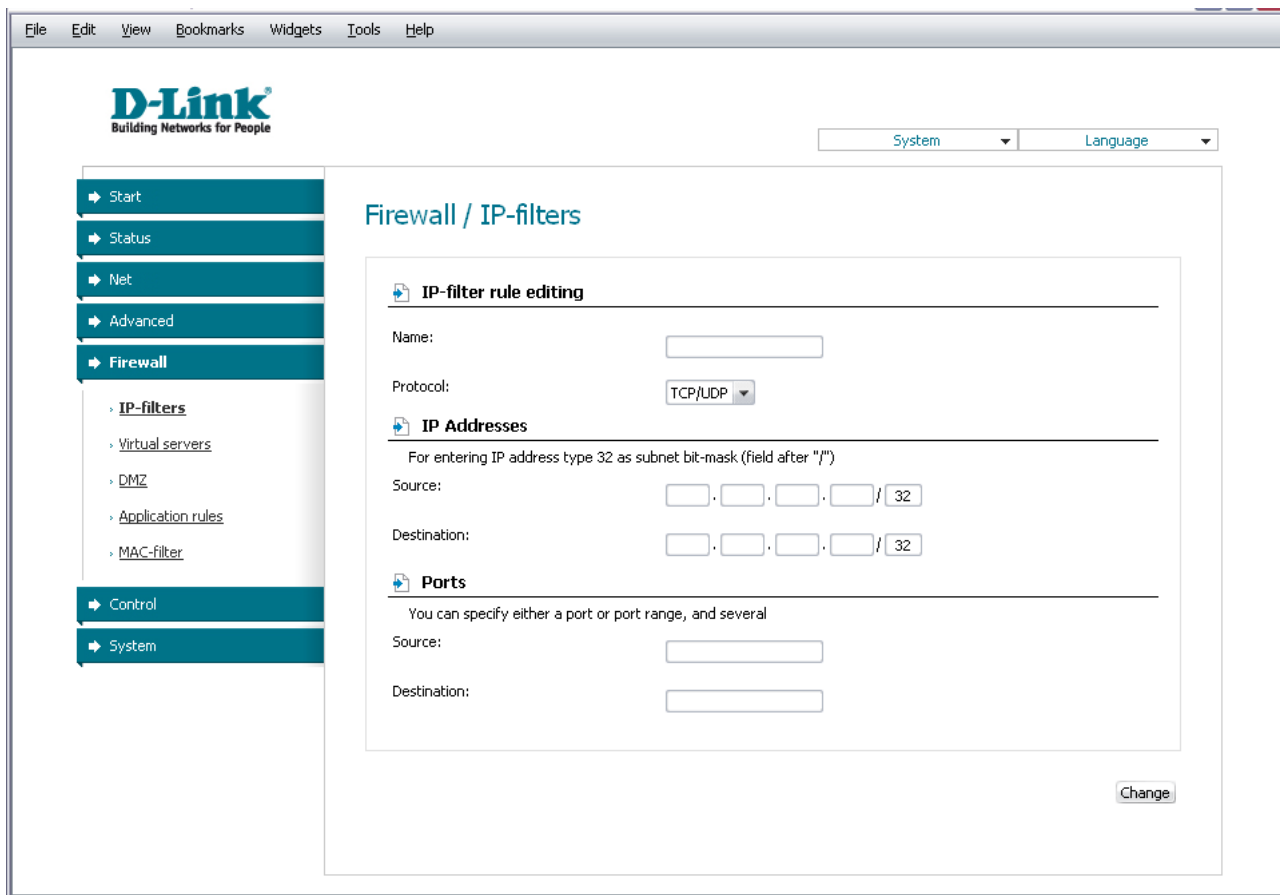 File Edit View Bookmarks Widgets Tools Help
D-Link®
Building Networks for People
System Language
Start
Status
Net
Advanced
Firewall
IP-filters
Virtual servers
DMZ
Application rules
MAC-filter
Control
System
Firewall / IP-filters
IP-filter rule editing
Name:
Protocol: TCP/UDP
IP Addresses
For entering IP address type 32 as subnet bit-mask (field after "/")
Source: . . . / 32
Destination: . . . / 32
Ports
You can specify either a port or port range, and several
Source:
Destination:
Change